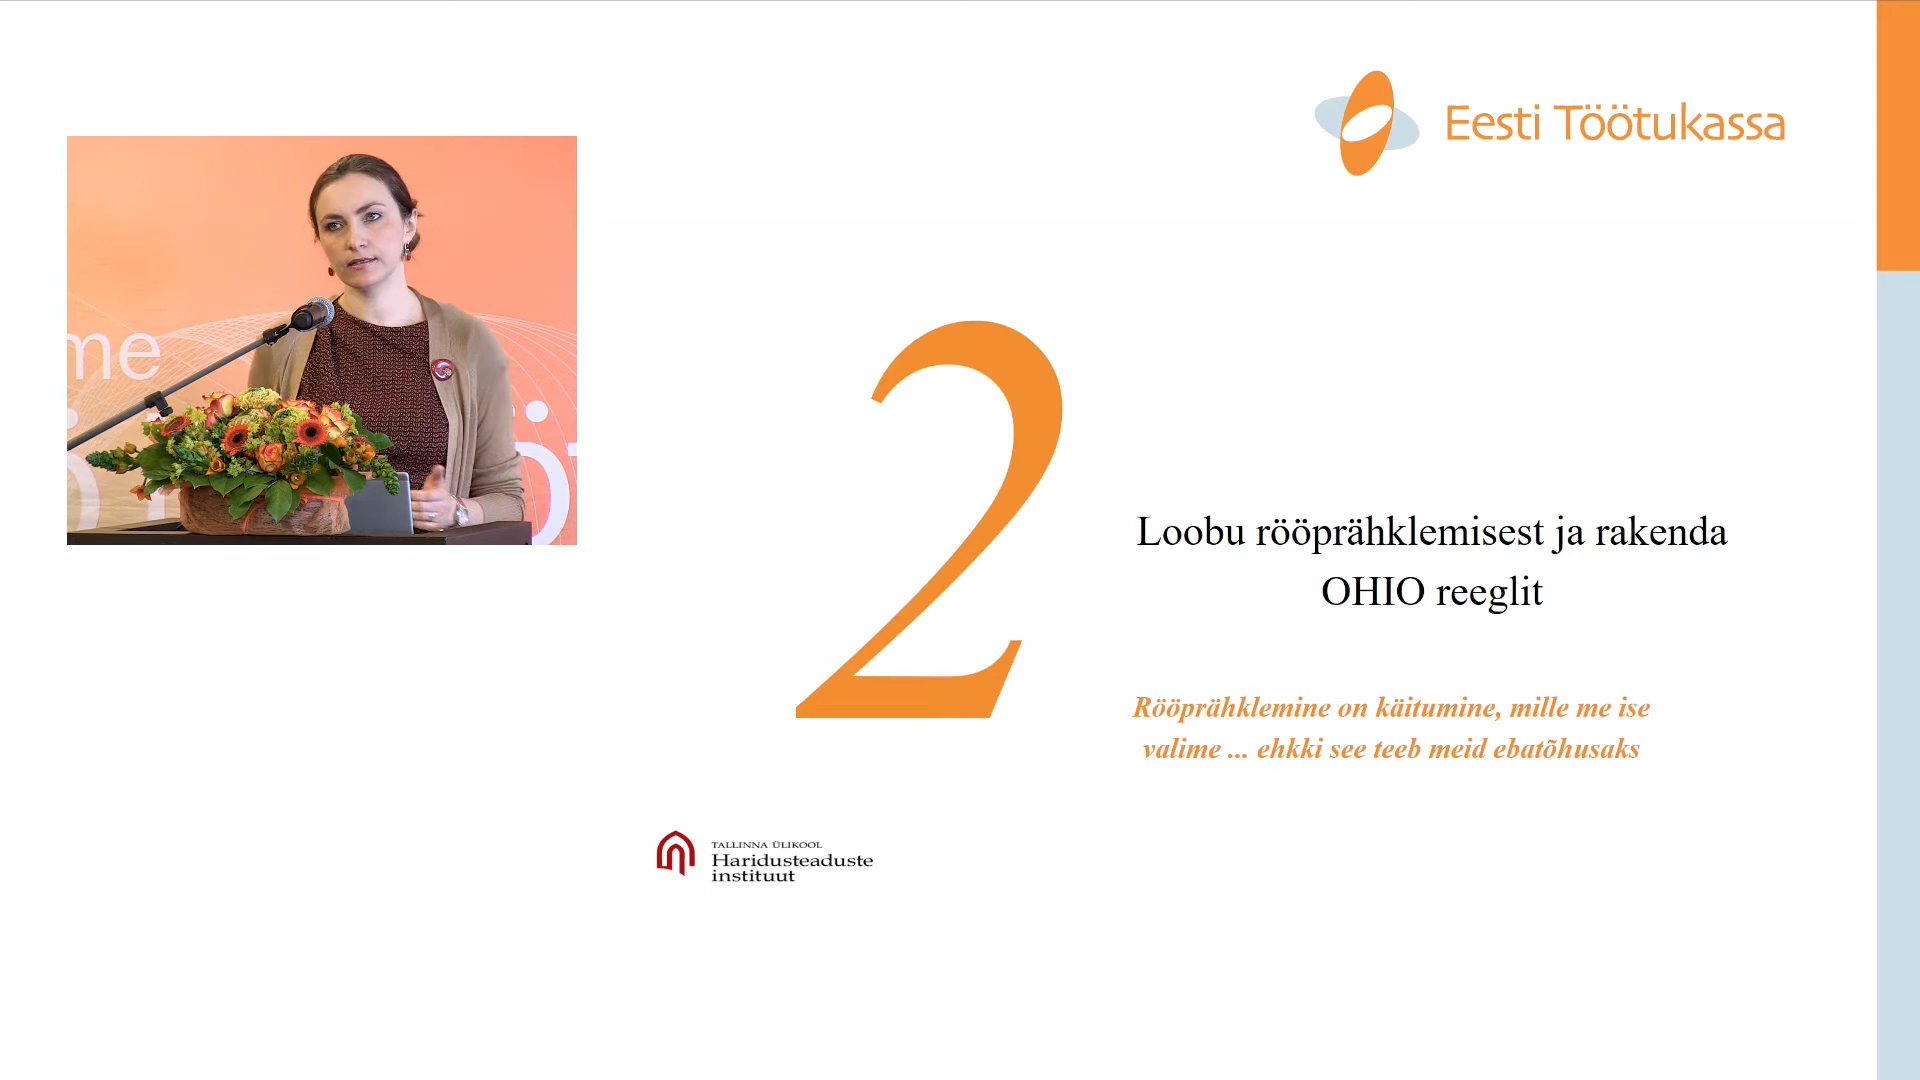 Eesti Töötukassa
me
2
Loobu rööprähklemisest ja rakenda
OHIO reeglit
Rööprähklemine on käitumine, mille me ise
valime ... ehkki see teeb meid ebatõhusaks
TALLINNA ÜLIKOOL
Haridusteaduste
instituut